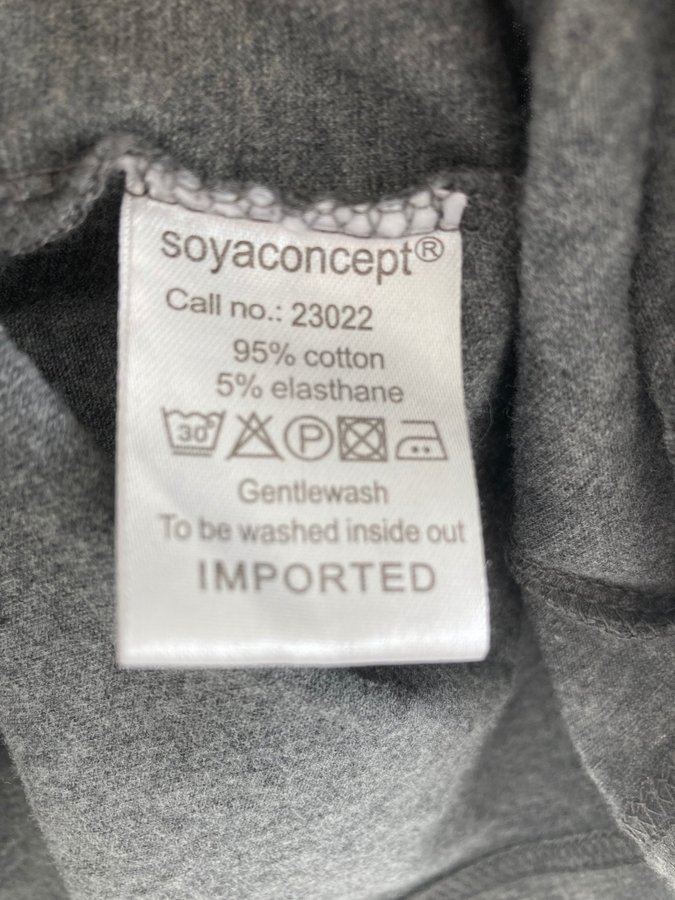 soyaconcept®
Call no.: 23022
95% cotton
5% elasthane
30° P
Gentlewash
To be washed inside out
IMPORTED